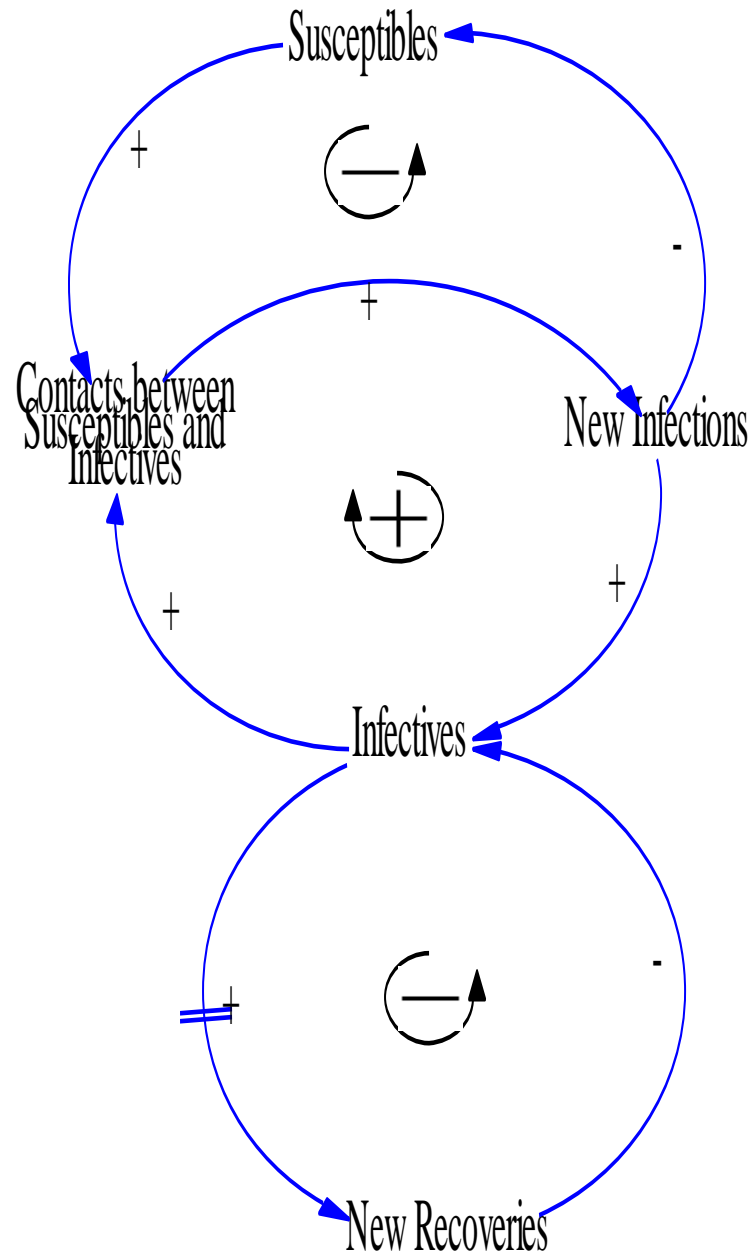 Susceptibles
+
−
-
+
Contacts between
Susceptibles and
Infectives
New Infections
+
+
+
Infectives
-
−
+
New Recoveries